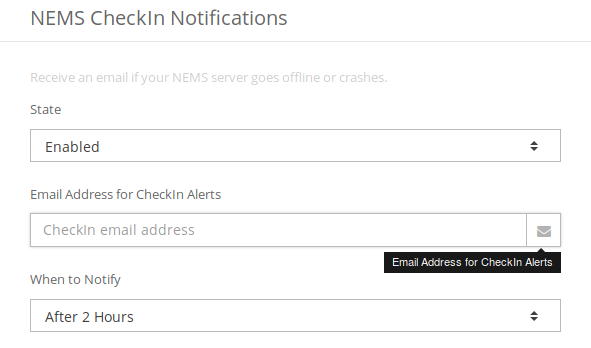 NEMS CheckIn Notifications
Receive an email if your NEMS server goes offline or crashes.
State
Enabled
Email Address for CheckIn Alerts
CheckIn email address
Email Address for CheckIn Alerts
When to Notify
After 2 Hours